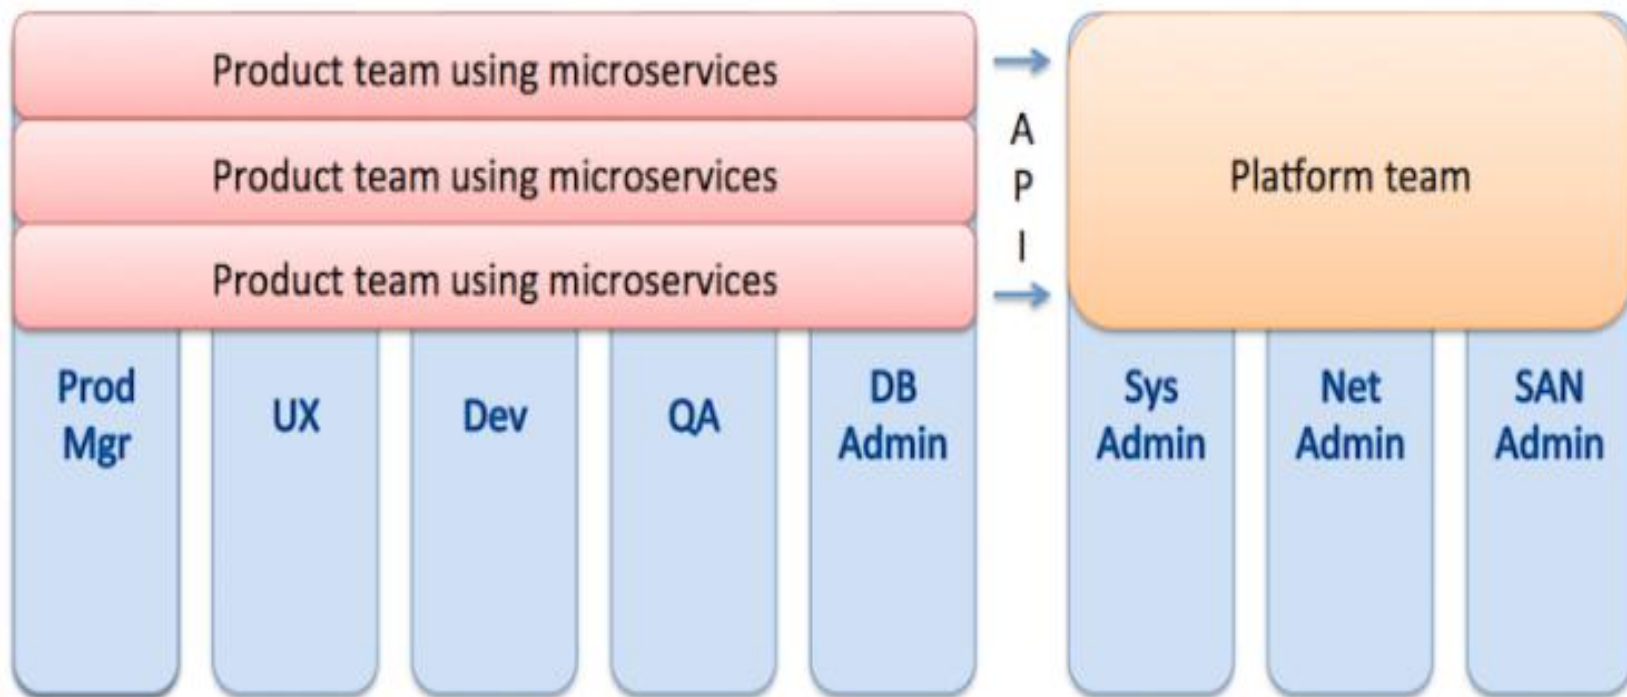 Product team using microservices
Product team using microservices
Product team using microservices
A
P
I
Platform team
Prod
Mgr
UX
Dev
QA
DB
Admin
Sys
Admin
Net
Admin
SAN
Admin